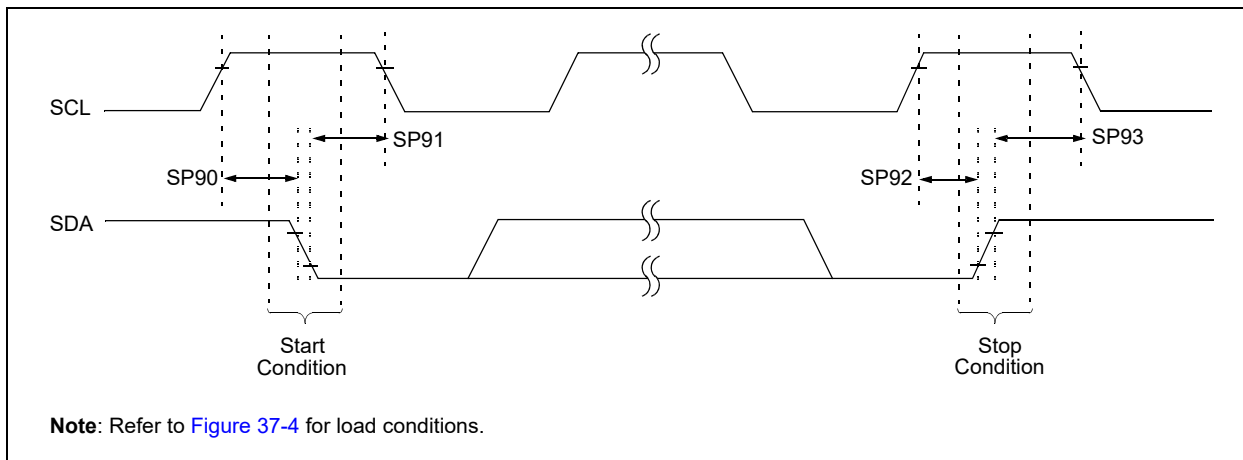 SCL
SP91
SP93
SP90
SP92
SDA
Start
Condition
Stop
Condition
Note: Refer to Figure 37-4 for load conditions.